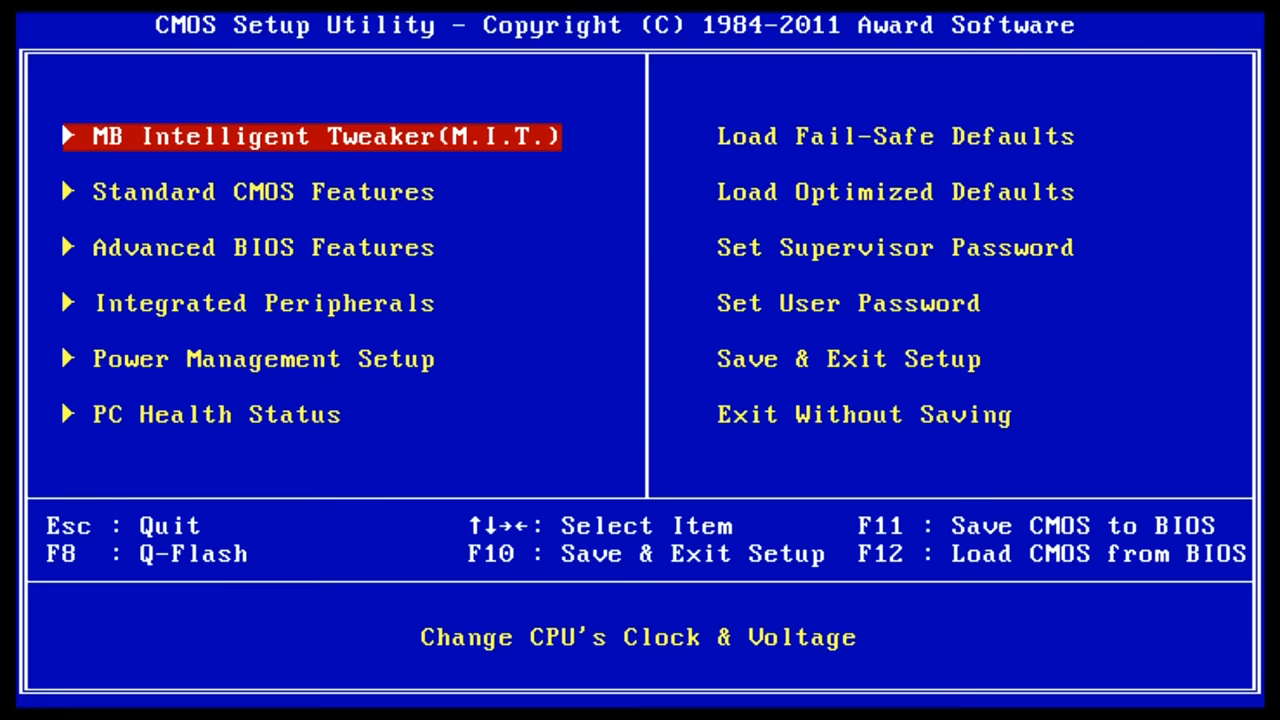 CMOS Setup Utility - Copyright (C) 1984-2011 Award Software
MB Intelligent Tweaker(M.I.T.)
Standard CMOS Features
Advanced BIOS Features
Integrated Peripherals
Power Management Setup
PC Health Status
Load Fail-Safe Defaults
Load Optimized Defaults
Set Supervisor Password
Set User Password
Save & Exit Setup
Exit Without Saving
Esc : Quit ↑↓→←: Select Item F11 : Save CMOS to BIOS
F8 : Q-Flash F10 : Save & Exit Setup F12 : Load CMOS from BIOS
Change CPU's Clock & Voltage